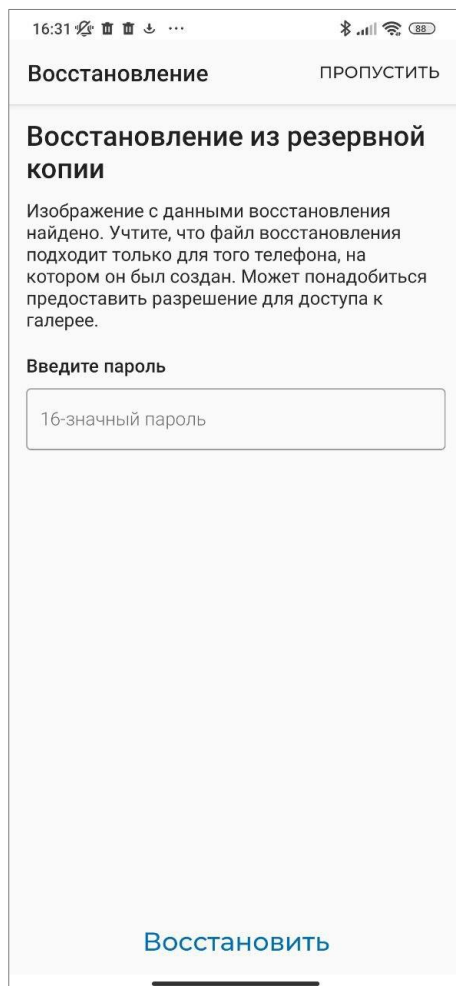 16:31
88
Восстановление ПРОПУСТИТЬ
Восстановление из резервной
копии
Изображение с данными восстановления
найдено. Учтите, что файл восстановления
подходит только для того телефона, на
котором он был создан. Может понадобиться
предоставить разрешение для доступа к
галерее.
Введите пароль
16-значный пароль
Восстановить